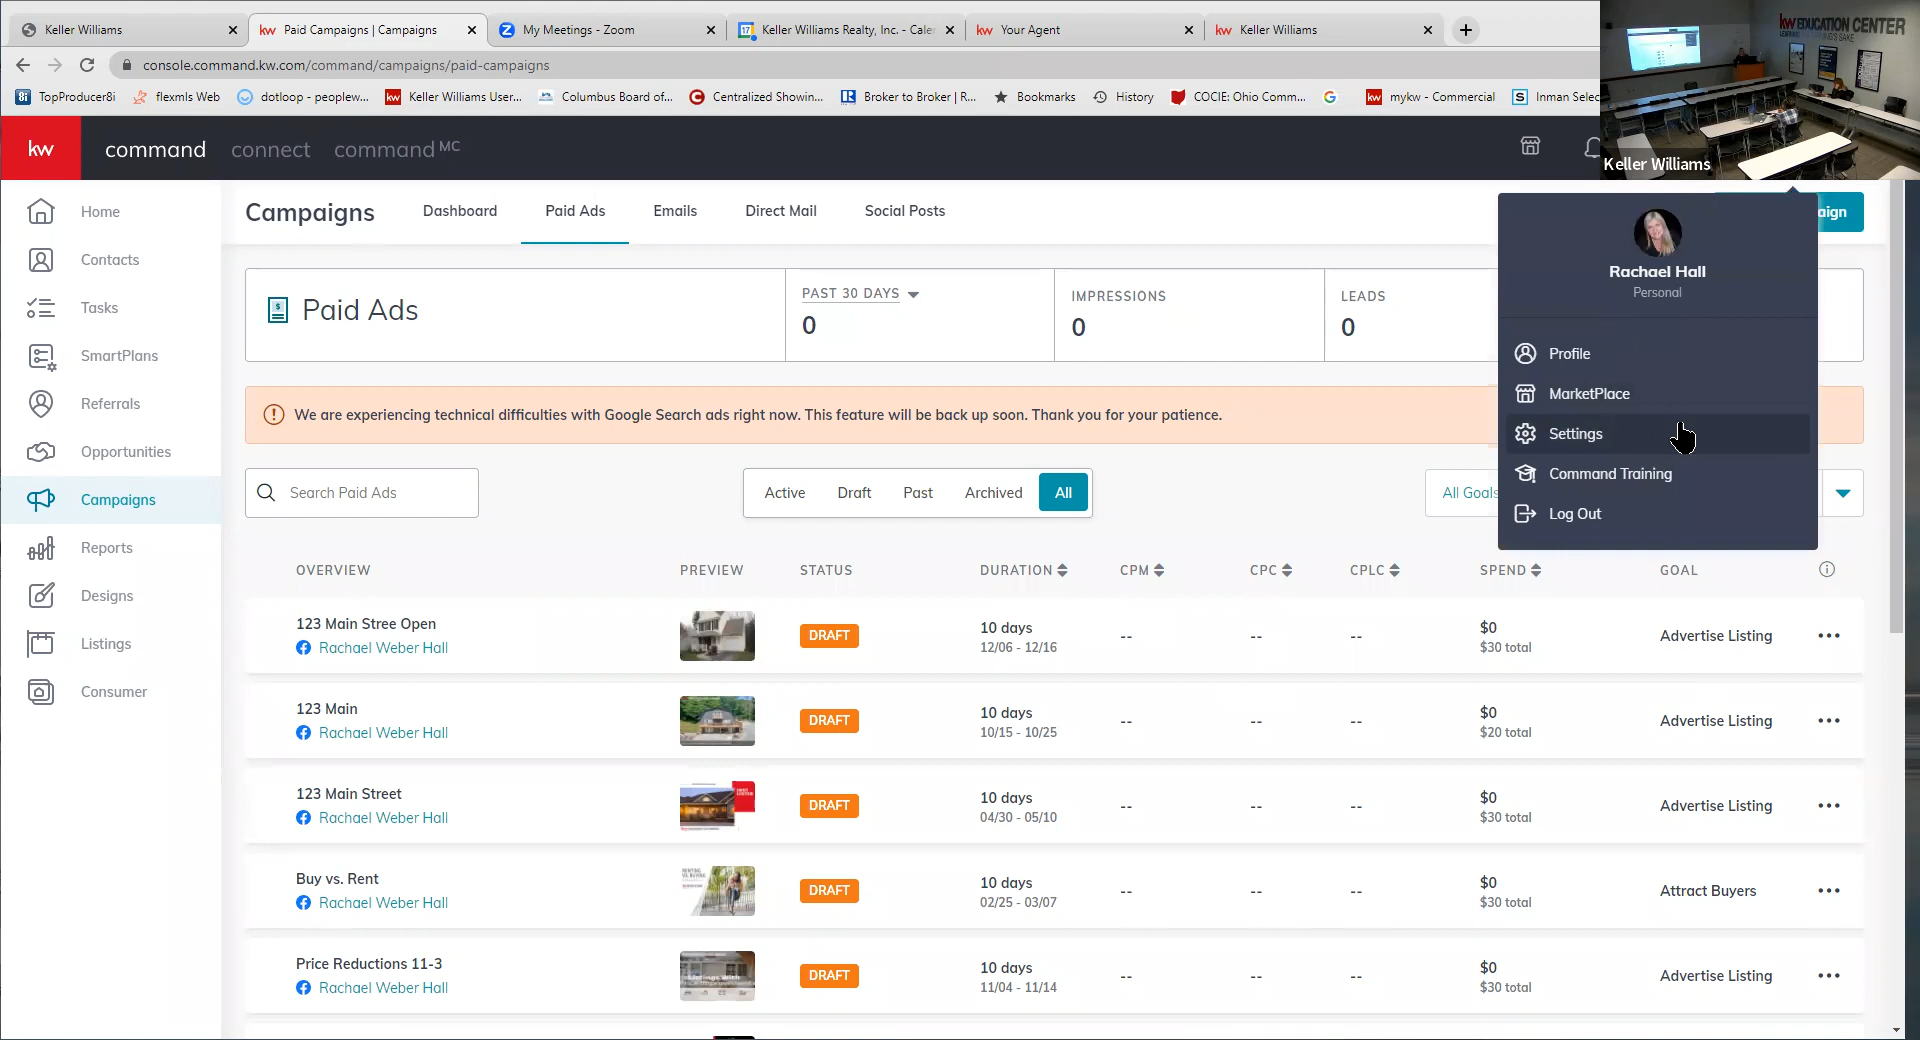 Keller Williams
Paid Campaigns | Campaigns
My Meetings - Zoom
Keller Williams Realty, Inc. - Cale
Your Agent
Keller Williams
console.command.kw.com/command/campaigns/paid-campaigns
TopProducer8i
flexmls Web
dotloop - peoplew...
Keller Williams User...
Columbus Board of...
Centralized Showin...
Broker to Broker | R...
Bookmarks
History
COCIE: Ohio Comm...
mykw - Commercial
Inman Selec
kw EDUCATION CENTER
Keller Williams
kw
command
connect
command MC
Home
Contacts
Tasks
SmartPlans
Referrals
Opportunities
Campaigns
Reports
Designs
Listings
Consumer
Campaigns
Dashboard
Paid Ads
Emails
Direct Mail
Social Posts
aign
Rachael Hall
Personal
Profile
MarketPlace
Settings
Command Training
Log Out
Paid Ads
PAST 30 DAYS
0
IMPRESSIONS
0
LEADS
0
We are experiencing technical difficulties with Google Search ads right now. This feature will be back up soon. Thank you for your patience.
Search Paid Ads
Active
Draft
Past
Archived
All
All Goals
OVERVIEW PREVIEW STATUS DURATION CPM CPC CPLC SPEND GOAL
123 Main Stree Open
Rachael Weber Hall
DRAFT
10 days
12/06 - 12/16
--
--
--
$0
$30 total
Advertise Listing
123 Main
Rachael Weber Hall
DRAFT
10 days
10/15 - 10/25
--
--
--
$0
$20 total
Advertise Listing
123 Main Street
Rachael Weber Hall
DRAFT
10 days
04/30 - 05/10
--
--
--
$0
$30 total
Advertise Listing
Buy vs. Rent
Rachael Weber Hall
DRAFT
10 days
02/25 - 03/07
--
--
--
$0
$30 total
Attract Buyers
Price Reductions 11-3
Rachael Weber Hall
DRAFT
10 days
11/04 - 11/14
--
--
--
$0
$30 total
Advertise Listing